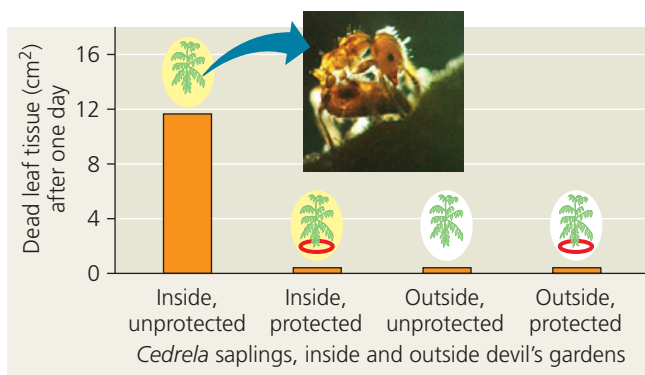 Dead leaf tissue (cm²)
after one day
16
12
8
4
0
Inside,
unprotected
Inside,
protected
Outside,
unprotected
Outside,
protected
Cedrela saplings, inside and outside devil's gardens